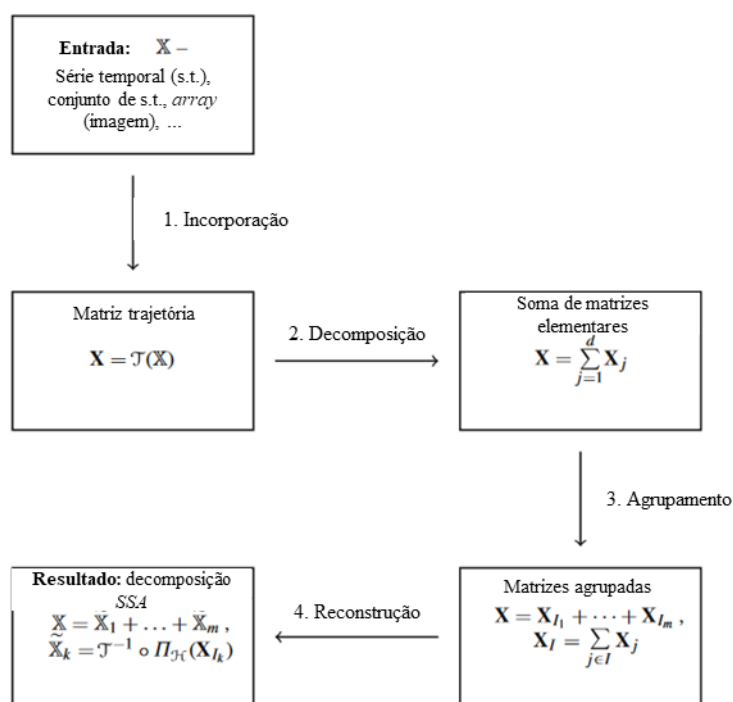 Entrada: 𝕏 –
Série temporal (s.t.),
conjunto de s.t., array
(imagem), ...
1. Incorporação
Matriz trajetória
X = 𝒯(𝕏)
2. Decomposição
Soma de matrizes
elementares
X = ∑_{j=1}^{d} X_j
3. Agrupamento
Matrizes agrupadas
X = X_{I_1} + ⋯ + X_{I_m} ,
X_I = ∑_{j∈I} X_j
4. Reconstrução
Resultado: decomposição
SSA
𝕏 = 𝕏̃_1 + … + 𝕏̃_m ,
𝕏̃_k = 𝒯^{-1} ∘ Π_ℋ(X_{I_k})